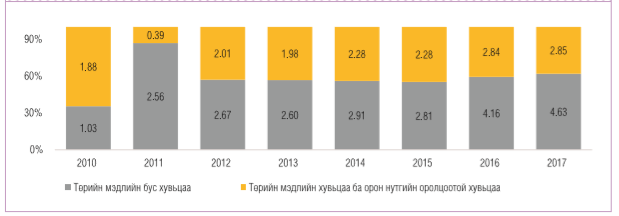 90%
60%
30%
0%
1.88 0.39 2.01 1.98 2.28 2.28 2.84 2.85
1.03 2.56 2.67 2.60 2.91 2.81 4.16 4.63
2010 2011 2012 2013 2014 2015 2016 2017
Төрийн мэдлийн бус хувьцаа
Төрийн мэдлийн хувьцаа ба орон нутгийн оролцоотой хувьцаа